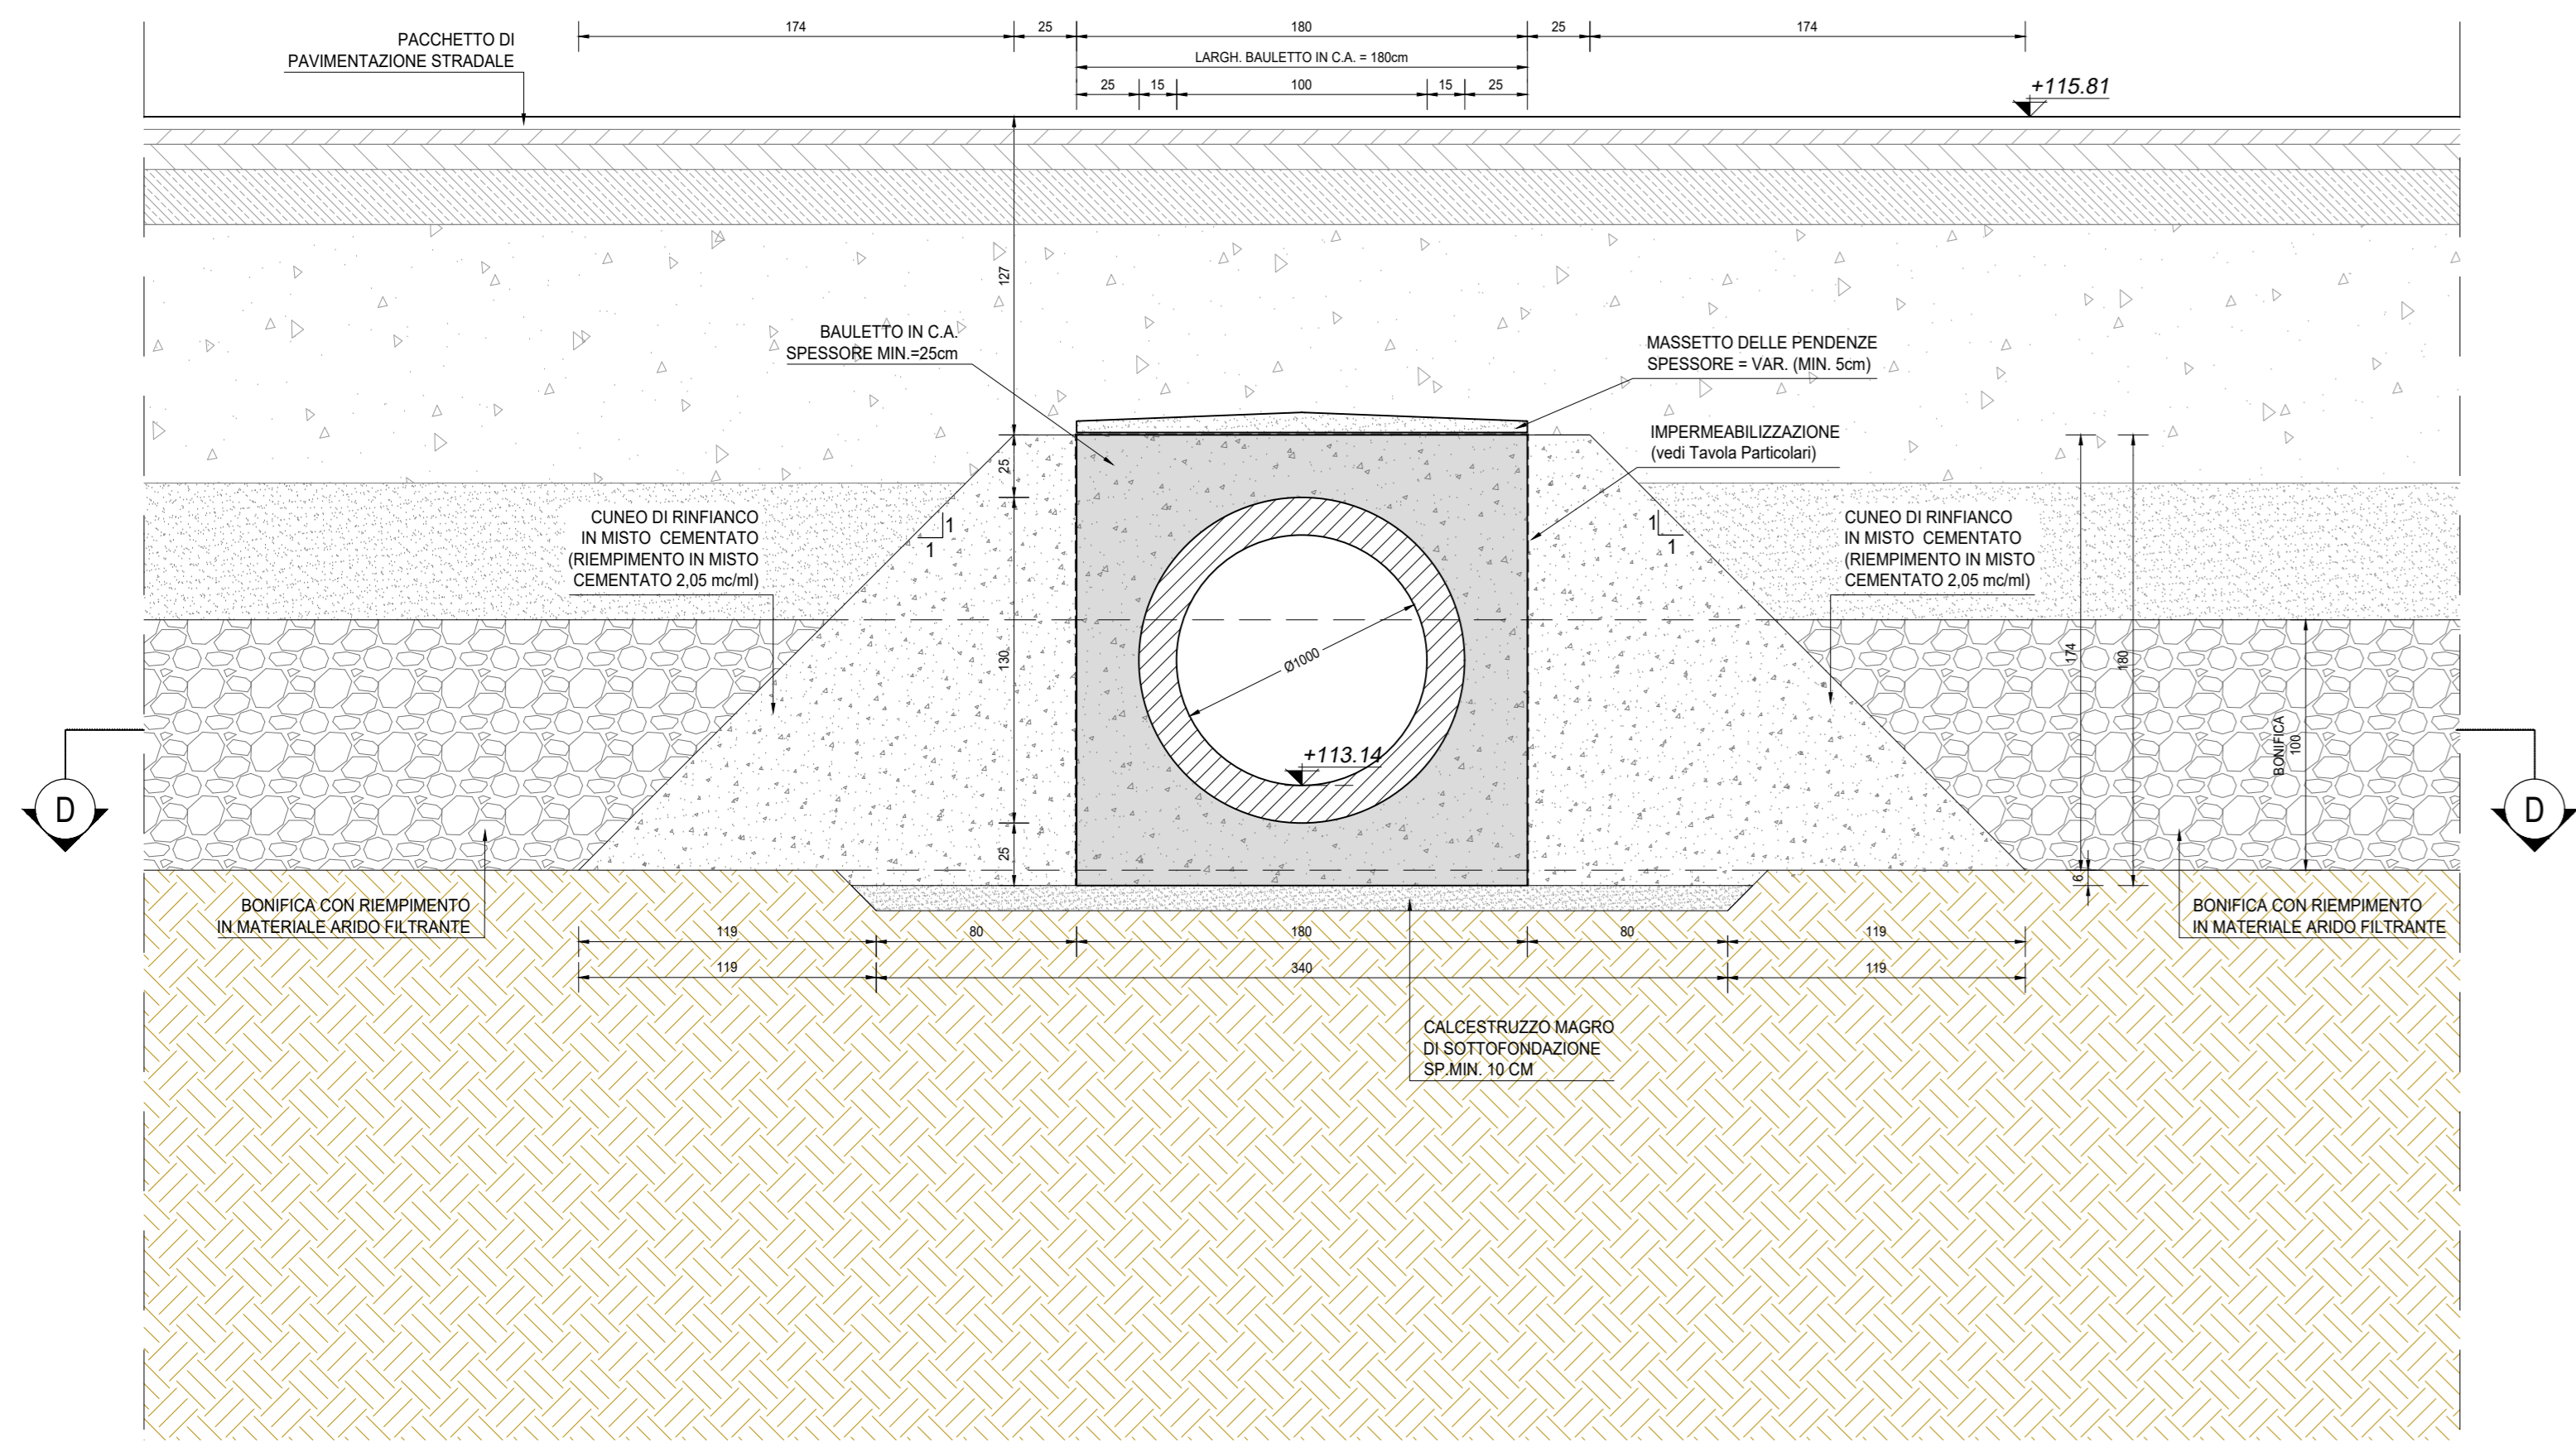 174
25
180
25
174
LARGH. BAULETTO IN C.A. = 180cm
25
15
100
15
25
PACCHETTO DI
PAVIMENTAZIONE STRADALE
+115.81
127
BAULETTO IN C.A.
SPESSORE MIN.=25cm
MASSETTO DELLE PENDENZE
SPESSORE = VAR. (MIN. 5cm)
IMPERMEABILIZZAZIONE
(vedi Tavola Particolari)
25
CUNEO DI RINFIANCO
IN MISTO CEMENTATO
(RIEMPIMENTO IN MISTO
CEMENTATO 2,05 mc/ml)
1
1
1
1
CUNEO DI RINFIANCO
IN MISTO CEMENTATO
(RIEMPIMENTO IN MISTO
CEMENTATO 2,05 mc/ml)
130
Ø1000
174
180
BONIFICA
100
+113.14
D
D
25
6
BONIFICA CON RIEMPIMENTO
IN MATERIALE ARIDO FILTRANTE
BONIFICA CON RIEMPIMENTO
IN MATERIALE ARIDO FILTRANTE
119
80
180
80
119
119
340
119
CALCESTRUZZO MAGRO
DI SOTTOFONDAZIONE
SP.MIN. 10 CM